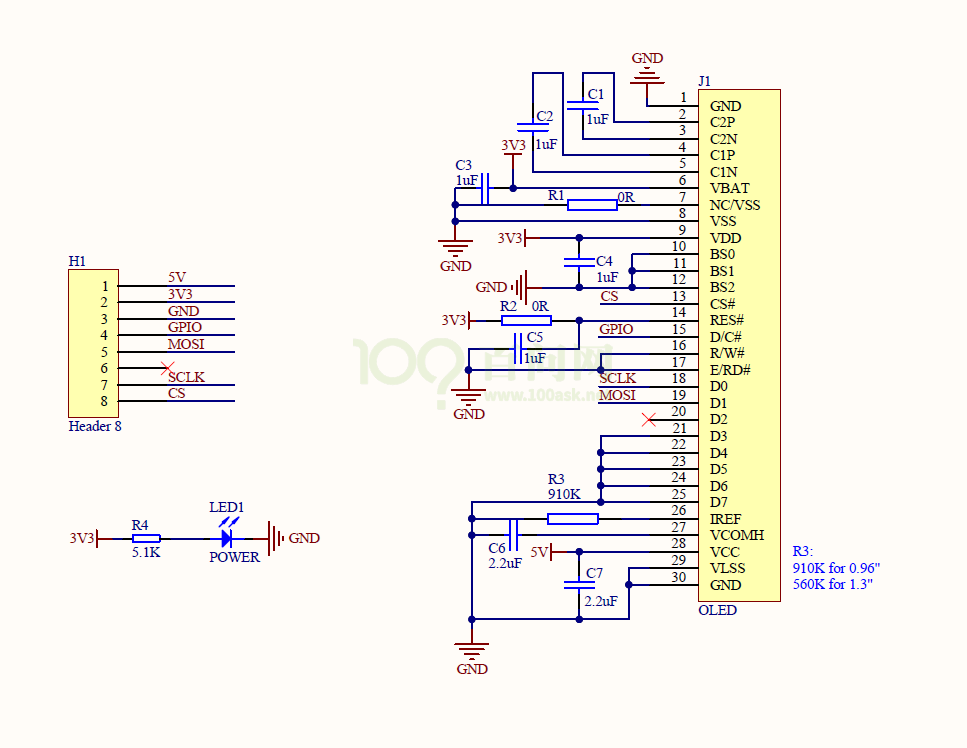 H1
1 5V
2 3V3
3 GND
4 GPIO
5 MOSI
6
7 SCLK
8 CS
Header 8
3V3
R4
5.1K
LED1
POWER
GND
GND
J1
C1
1uF
C2
1uF
3V3
C3
1uF
R1
0R
GND
3V3
C4
1uF
GND
CS
R2
0R
3V3
C5
1uF
GPIO
SCLK
MOSI
GND
R3
910K
C6
2.2uF
5V
C7
2.2uF
GND
1 GND
2 C2P
3 C2N
4 C1P
5 C1N
6 VBAT
7 NC/VSS
8 VSS
9 VDD
10 BS0
11 BS1
12 BS2
13 CS#
14 RES#
15 D/C#
16 R/W#
17 E/RD#
18 D0
19 D1
20 D2
21 D3
22 D4
23 D5
24 D6
25 D7
26 IREF
27 VCOMH
28 VCC
29 VLSS
30 GND
OLED
R3:
910K for 0.96"
560K for 1.3"
100?
百问网
www.100ask.net